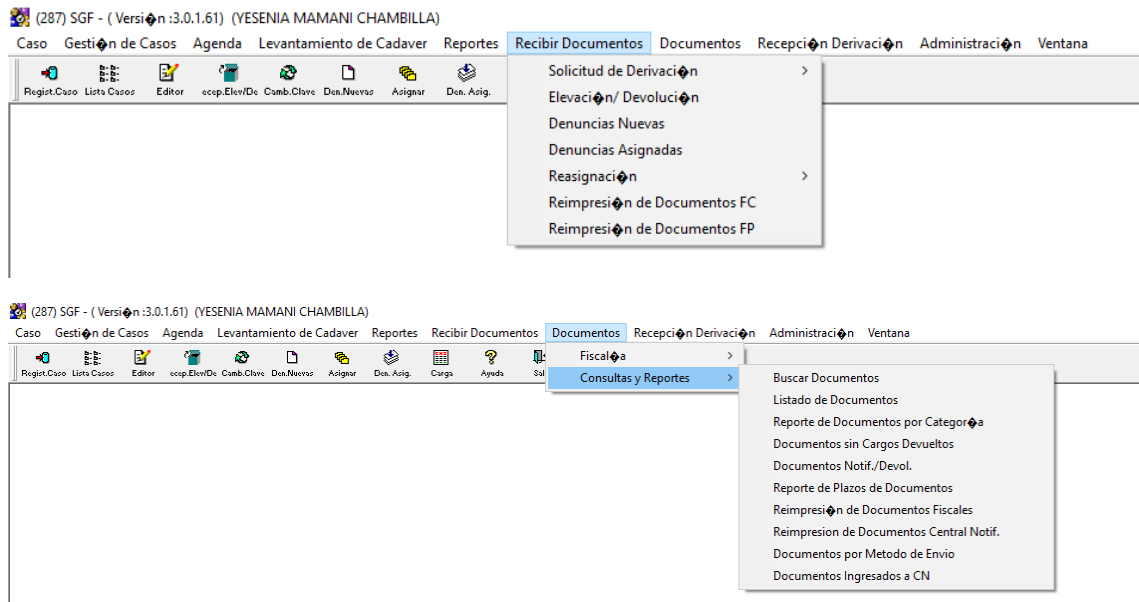 (287) SGF - ( Versi�n :3.0.1.61) (YESENIA MAMANI CHAMBILLA)
Caso Gesti�n de Casos Agenda Levantamiento de Cadaver Reportes Recibir Documentos Documentos Recepci�n Derivaci�n Administraci�n Ventana
Regist.Caso Lista Casos Editor ecep.Elev/De Camb.Clave Den.Nuevas Asignar Den. Asig.
Solicitud de Derivaci�n
Elevaci�n/ Devoluci�n
Denuncias Nuevas
Denuncias Asignadas
Reasignaci�n
Reimpresi�n de Documentos FC
Reimpresi�n de Documentos FP
(287) SGF - ( Versi�n :3.0.1.61) (YESENIA MAMANI CHAMBILLA)
Caso Gesti�n de Casos Agenda Levantamiento de Cadaver Reportes Recibir Documentos Documentos Recepci�n Derivaci�n Administraci�n Ventana
Regist.Caso Lista Casos Editor ecep.Elev/De Camb.Clave Den.Nuevas Asignar Den. Asig. Carga Ayuda Sal
Fiscal�a
Consultas y Reportes
Buscar Documentos
Listado de Documentos
Reporte de Documentos por Categor�a
Documentos sin Cargos Devueltos
Documentos Notif./Devol.
Reporte de Plazos de Documentos
Reimpresi�n de Documentos Fiscales
Reimpresion de Documentos Central Notif.
Documentos por Metodo de Envio
Documentos Ingresados a CN